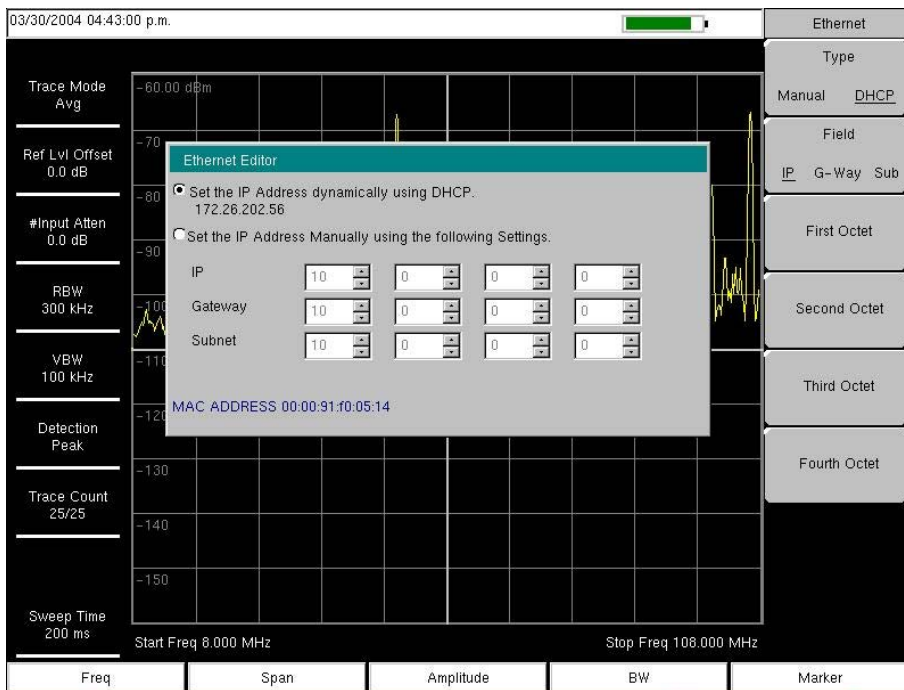 03/30/2004 04:43:00 p.m.
Ethernet
Type
Manual DHCP
Field
IP G-Way Sub
First Octet
Second Octet
Third Octet
Fourth Octet
Trace Mode
Avg
Ref Lvl Offset
0.0 dB
#Input Atten
0.0 dB
RBW
300 kHz
VBW
100 kHz
Detection
Peak
Trace Count
25/25
Sweep Time
200 ms
-60.00 dBm
-70
-80
-90
-100
-110
-120
-130
-140
-150
Ethernet Editor
Set the IP Address dynamically using DHCP.
172.26.202.56
Set the IP Address Manually using the following Settings.
IP 10 0 0 0
Gateway 10 0 0 0
Subnet 10 0 0 0
MAC ADDRESS 00:00:91:f0:05:14
Start Freq 8.000 MHz Stop Freq 108.000 MHz
Freq Span Amplitude BW Marker